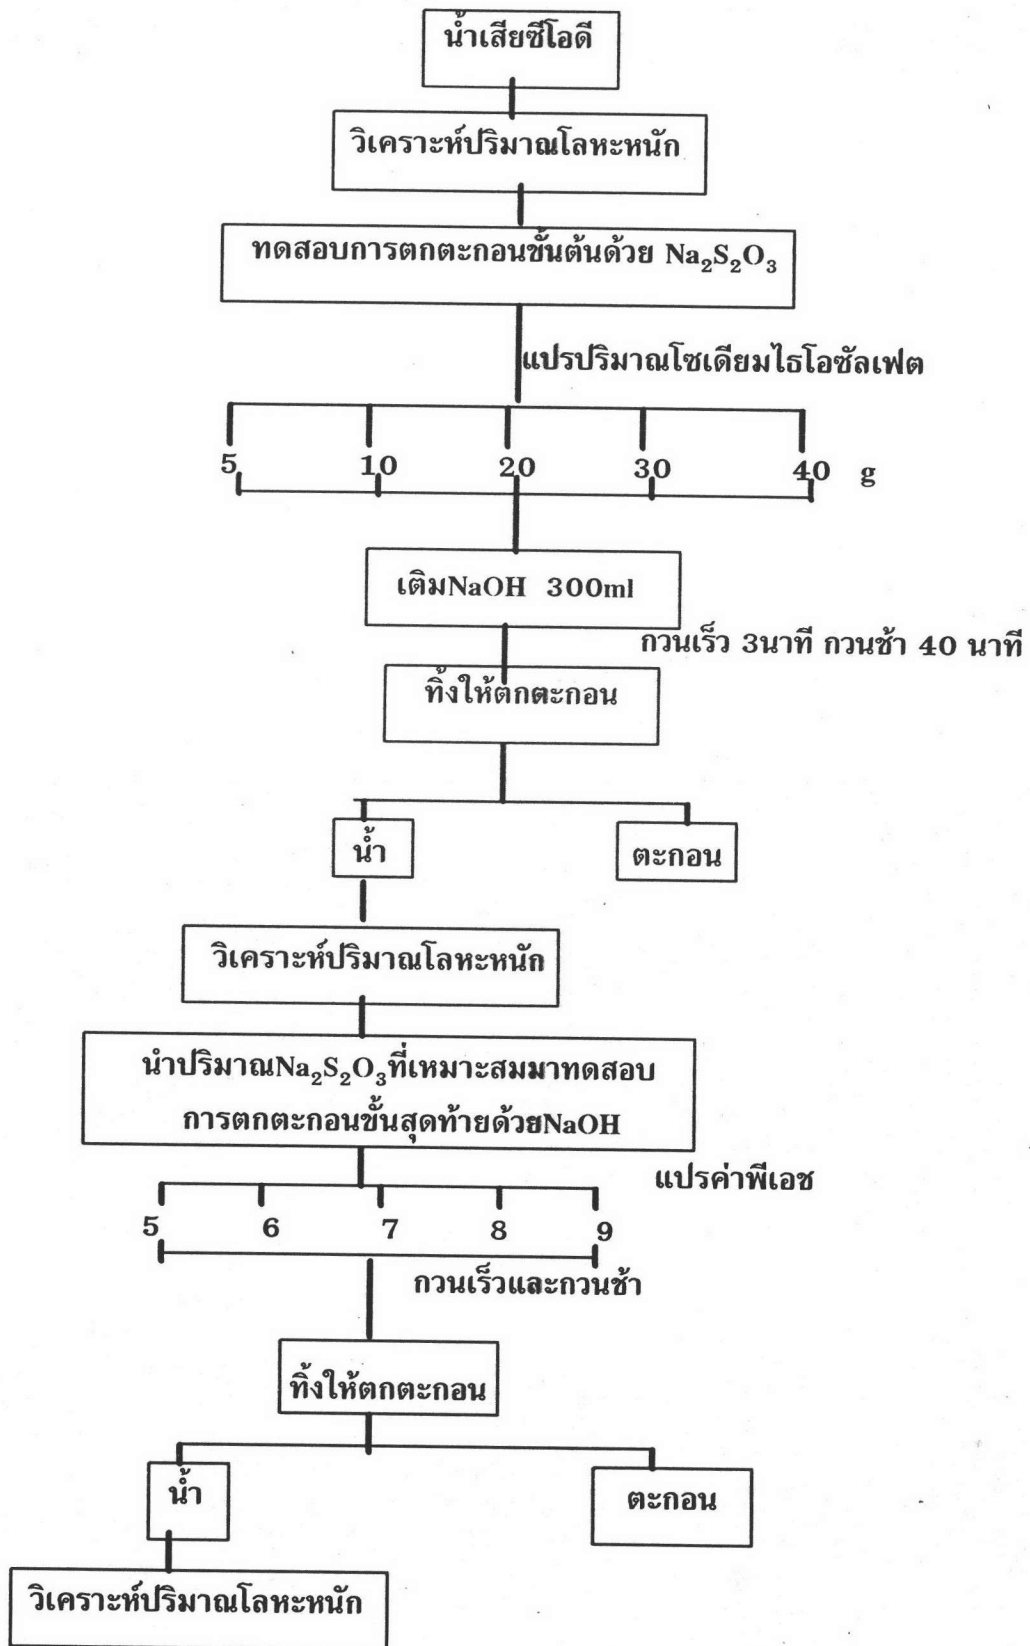 น้ำเสียซีโอดี
วิเคราะห์ปริมาณโลหะหนัก
ทดสอบการตกตะกอนขั้นต้นด้วย Na₂S₂O₃
แปรปริมาณโซเดียมไธโอซัลเฟต
5 10 20 30 40 g
เติมNaOH 300ml
กวนเร็ว 3นาที กวนช้า 40 นาที
ทิ้งให้ตกตะกอน
น้ำ ตะกอน
วิเคราะห์ปริมาณโลหะหนัก
นำปริมาณNa₂S₂O₃ที่เหมาะสมมาทดสอบ
การตกตะกอนขั้นสุดท้ายด้วยNaOH
แปรค่าพีเอช
5 6 7 8 9
กวนเร็วและกวนช้า
ทิ้งให้ตกตะกอน
น้ำ ตะกอน
วิเคราะห์ปริมาณโลหะหนัก